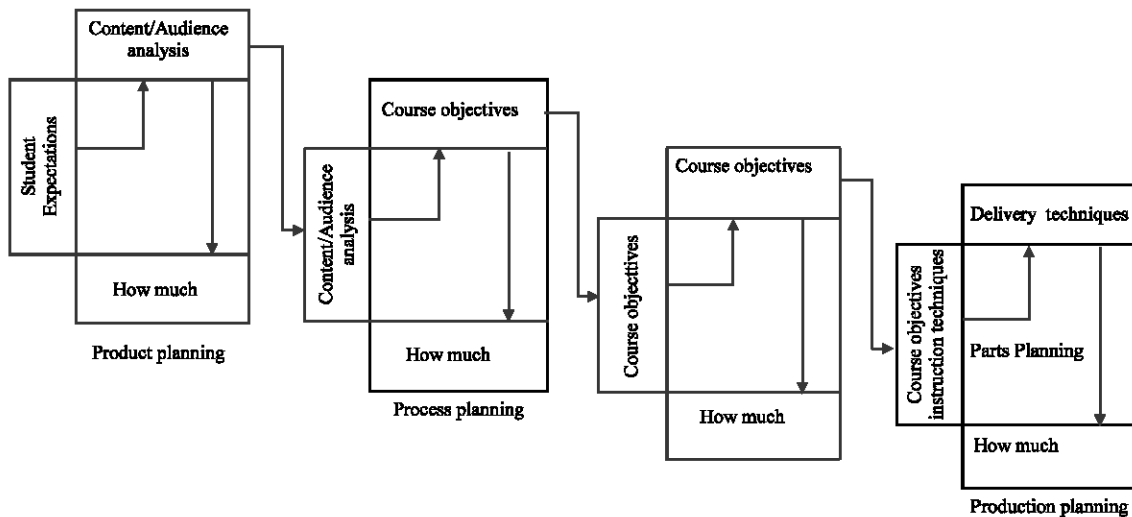 Content/Audience
analysis
Student
Expectations
How much
Product planning
Course objectives
Content/Audience
analysis
How much
Process planning
Course objectives
Course objecttives
How much
Delivery techniques
Course objectives
instruction techniques
Parts Planning
How much
Production planning